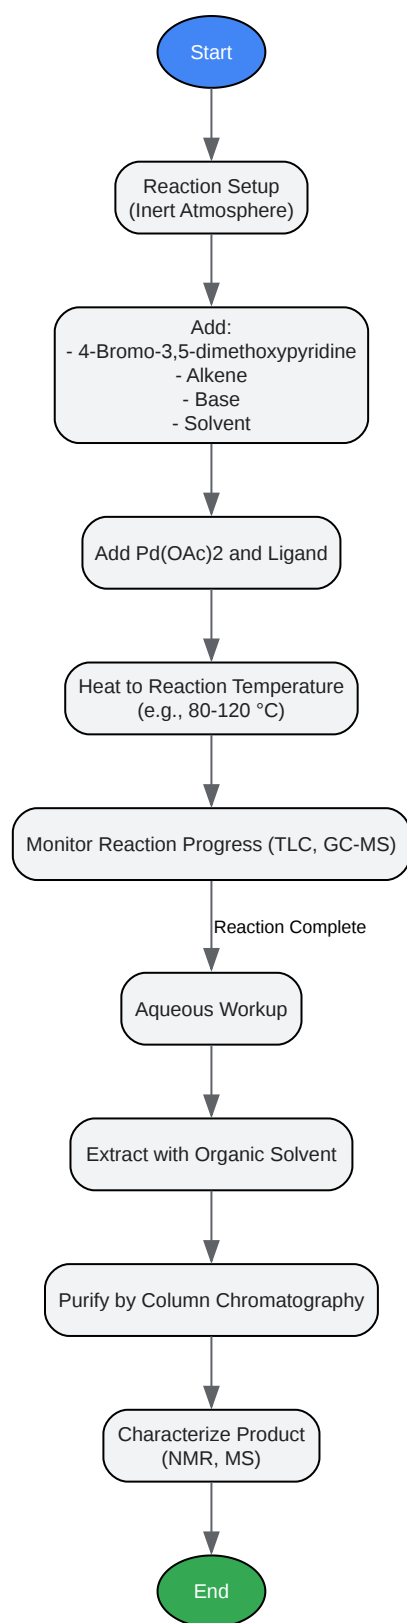 Start
Reaction Setup
(Inert Atmosphere)
Add:
- 4-Bromo-3,5-dimethoxypyridine
- Alkene
- Base
- Solvent
Add Pd(OAc)2 and Ligand
Heat to Reaction Temperature
(e.g., 80-120 °C)
Monitor Reaction Progress (TLC, GC-MS)
Reaction Complete
Aqueous Workup
Extract with Organic Solvent
Purify by Column Chromatography
Characterize Product
(NMR, MS)
End